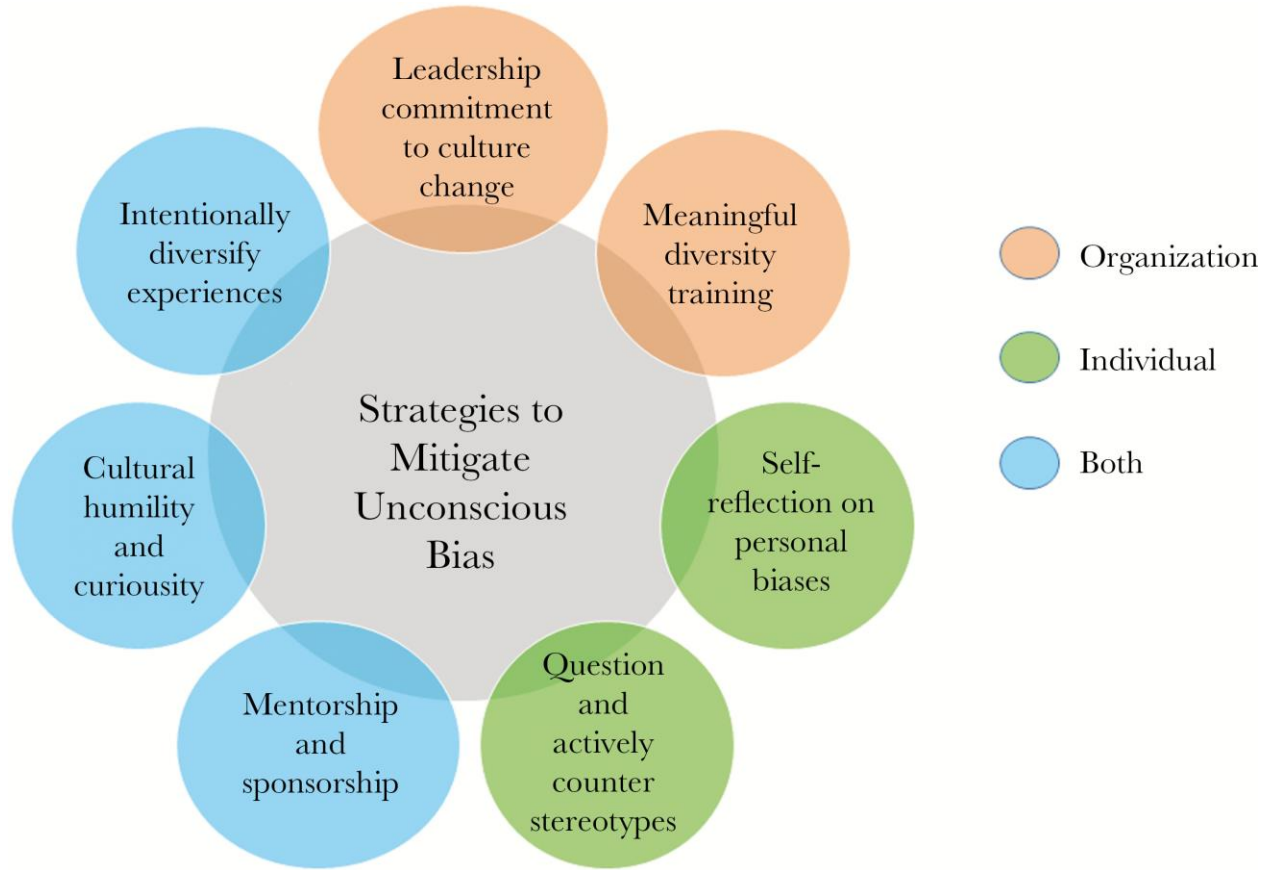 Leadership
commitment
to culture
change
Meaningful
diversity
training
Self-
reflection on
personal
biases
Question
and
actively
counter
stereotypes
Mentorship
and
sponsorship
Cultural
humility
and
curiousity
Intentionally
diversify
experiences
Strategies to
Mitigate
Unconscious
Bias
Organization
Individual
Both